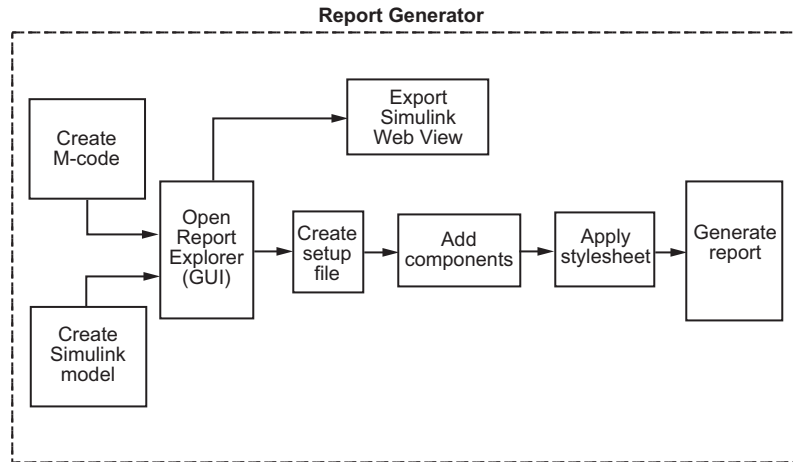 Report Generator
Create
M-code
Export
Simulink
Web View
Open
Report
Explorer
(GUI)
Create
setup
file
Add
components
Apply
stylesheet
Generate
report
Create
Simulink
model